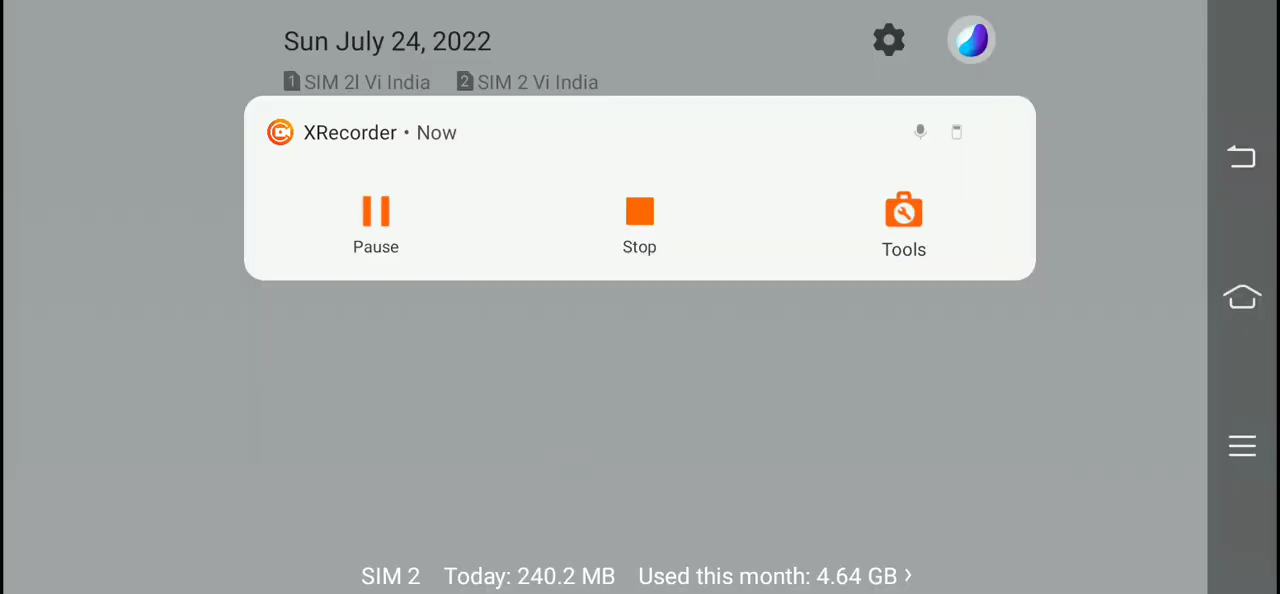 Sun July 24, 2022
1 SIM 2l Vi India 2 SIM 2 Vi India
XRecorder • Now
Pause Stop Tools
SIM 2 Today: 240.2 MB Used this month: 4.64 GB ›